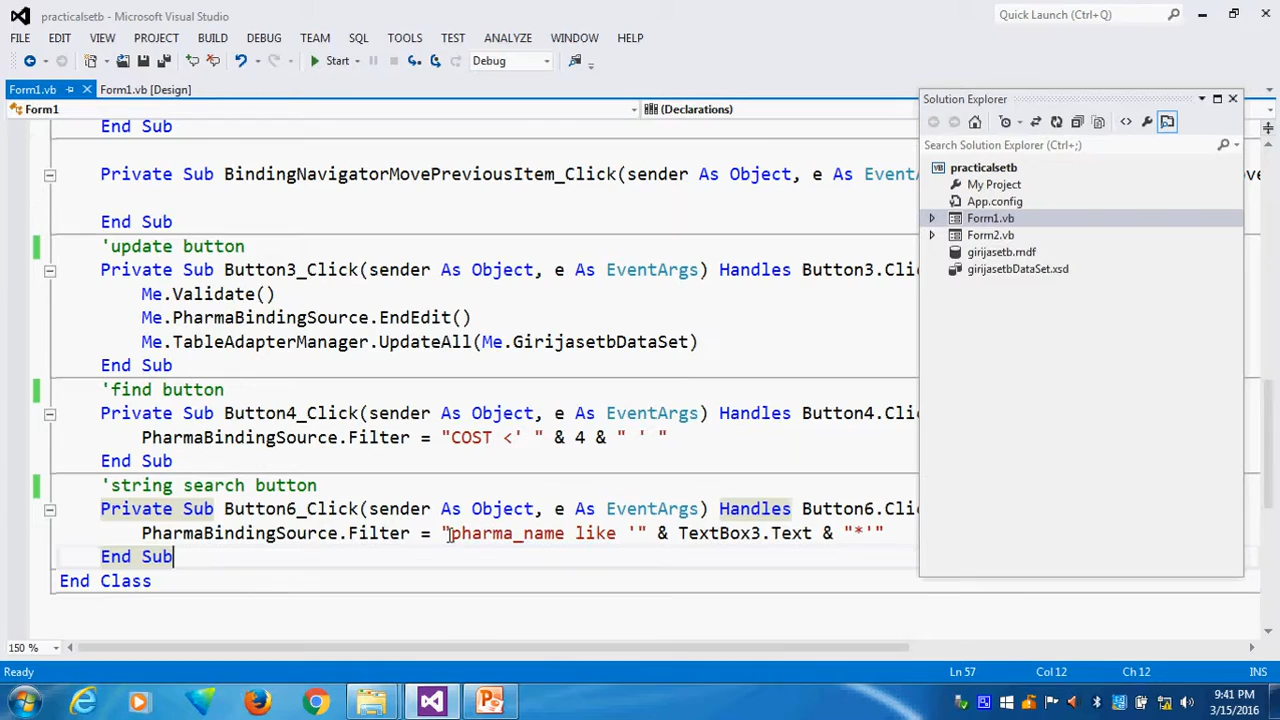 practicalsetb - Microsoft Visual Studio
Quick Launch (Ctrl+Q)
FILE EDIT VIEW PROJECT BUILD DEBUG TEAM SQL TOOLS TEST ANALYZE WINDOW HELP
Start Debug
Form1.vb Form1.vb [Design]
Form1 (Declarations)
End Sub
Private Sub BindingNavigatorMovePreviousItem_Click(sender As Object, e As EventA
ove
End Sub
'update button
Private Sub Button3_Click(sender As Object, e As EventArgs) Handles Button3.Clic
Me.Validate()
Me.PharmaBindingSource.EndEdit()
Me.TableAdapterManager.UpdateAll(Me.GirijasetbDataSet)
End Sub
'find button
Private Sub Button4_Click(sender As Object, e As EventArgs) Handles Button4.Clic
PharmaBindingSource.Filter = "COST <' " & 4 & " ' "
End Sub
'string search button
Private Sub Button6_Click(sender As Object, e As EventArgs) Handles Button6.Clic
PharmaBindingSource.Filter = "pharma_name like '" & TextBox3.Text & "*'"
End Sub
End Class
Solution Explorer
Search Solution Explorer (Ctrl+;)
practicalsetb
My Project
App.config
Form1.vb
Form2.vb
girijasetb.mdf
girijasetbDataSet.xsd
150 %
Ready Ln 57 Col 12 Ch 12 INS
9:41 PM
3/15/2016